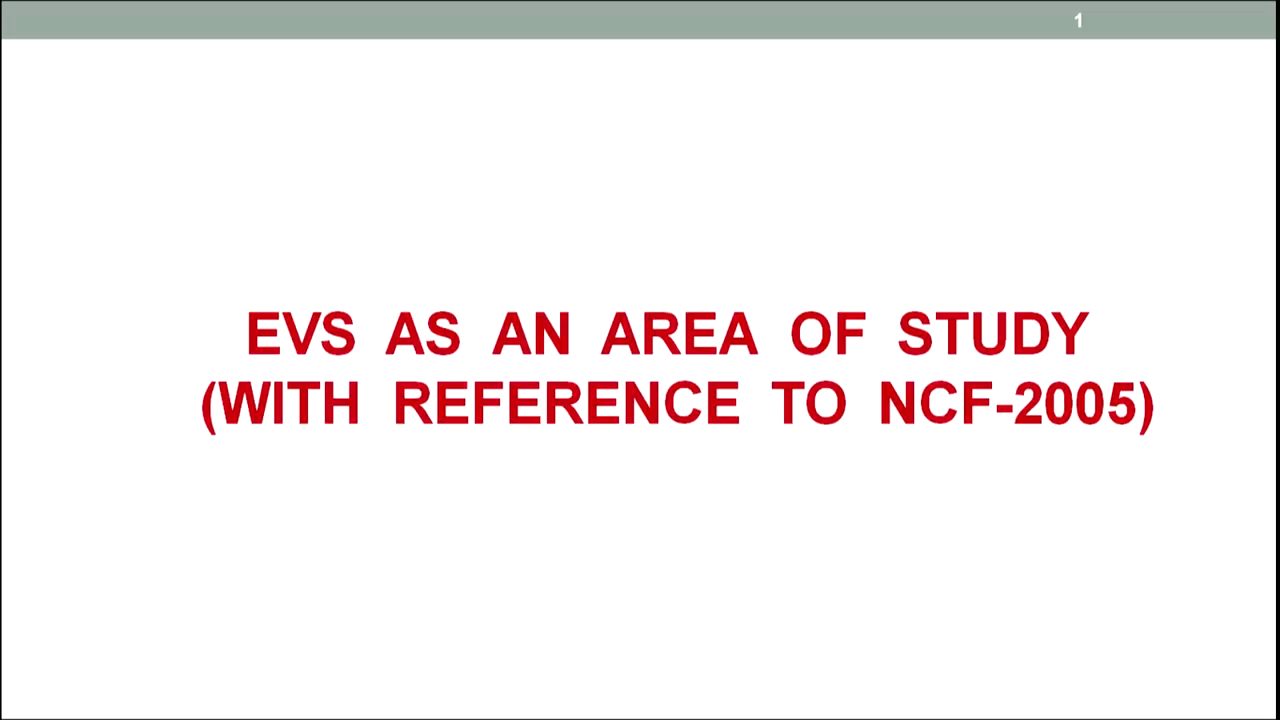 1
EVS AS AN AREA OF STUDY
(WITH REFERENCE TO NCF-2005)